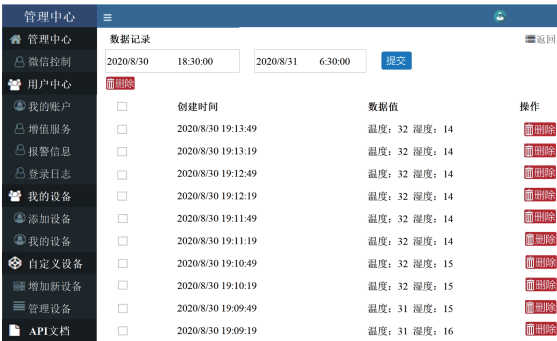 管理中心
管理中心
微信控制
用户中心
我的账户
增值服务
报警信息
登录日志
我的设备
添加设备
我的设备
自定义设备
增加新设备
管理设备
API文档
数据记录 返回
2020/8/30 18:30:00 2020/8/31 6:30:00 提交
删除
创建时间 数据值 操作
2020/8/30 19:13:49 温度：32 湿度：14 删除
2020/8/30 19:13:19 温度：32 湿度：14 删除
2020/8/30 19:12:49 温度：32 湿度：14 删除
2020/8/30 19:12:19 温度：32 湿度：14 删除
2020/8/30 19:11:49 温度：32 湿度：14 删除
2020/8/30 19:11:19 温度：32 湿度：14 删除
2020/8/30 19:10:49 温度：32 湿度：15 删除
2020/8/30 19:10:19 温度：32 湿度：15 删除
2020/8/30 19:09:49 温度：31 湿度：15 删除
2020/8/30 19:09:19 温度：31 湿度：16 删除